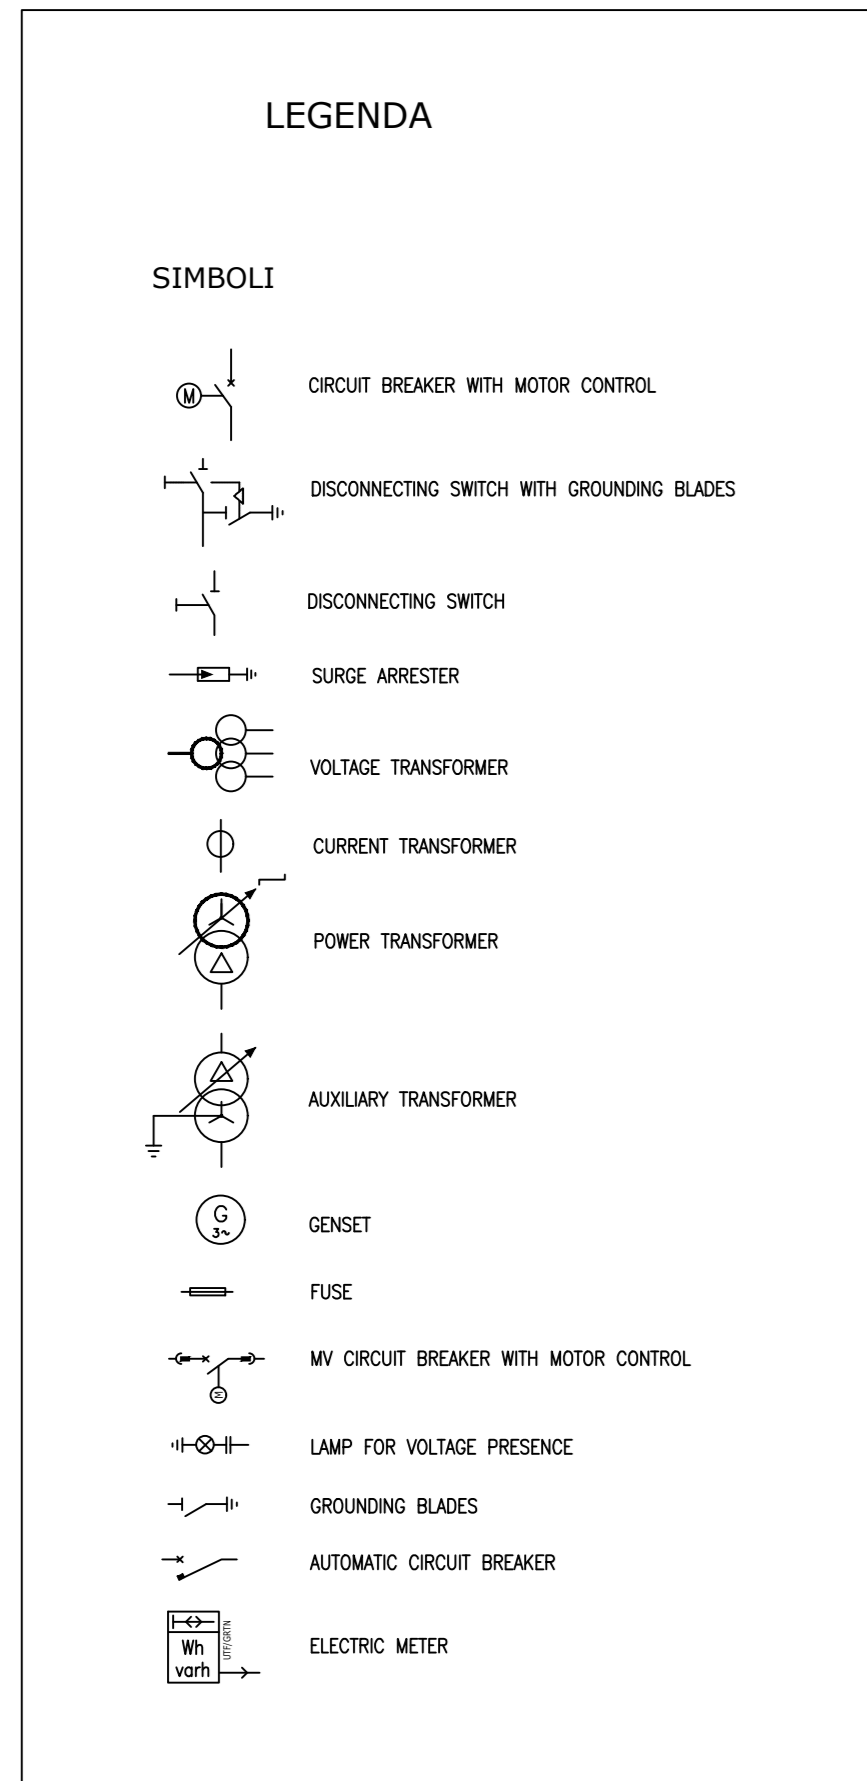 LEGENDA
SIMBOLI
M
CIRCUIT BREAKER WITH MOTOR CONTROL
DISCONNECTING SWITCH WITH GROUNDING BLADES
DISCONNECTING SWITCH
SURGE ARRESTER
VOLTAGE TRANSFORMER
CURRENT TRANSFORMER
POWER TRANSFORMER
AUXILIARY TRANSFORMER
G
3~
GENSET
FUSE
MV CIRCUIT BREAKER WITH MOTOR CONTROL
M
LAMP FOR VOLTAGE PRESENCE
GROUNDING BLADES
AUTOMATIC CIRCUIT BREAKER
Wh
varh
UTF/GRTN
ELECTRIC METER